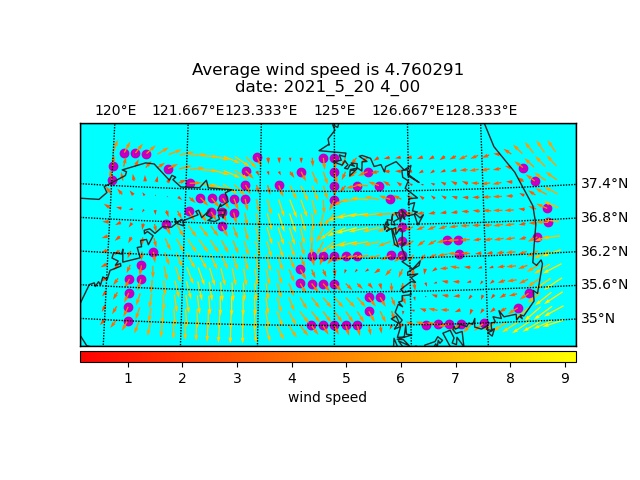 Average wind speed is 4.760291
date: 2021_5_20 4_00
120°E 121.667°E 123.333°E 125°E 126.667°E 128.333°E
37.4°N
36.8°N
36.2°N
35.6°N
35°N
1 2 3 4 5 6 7 8 9
wind speed